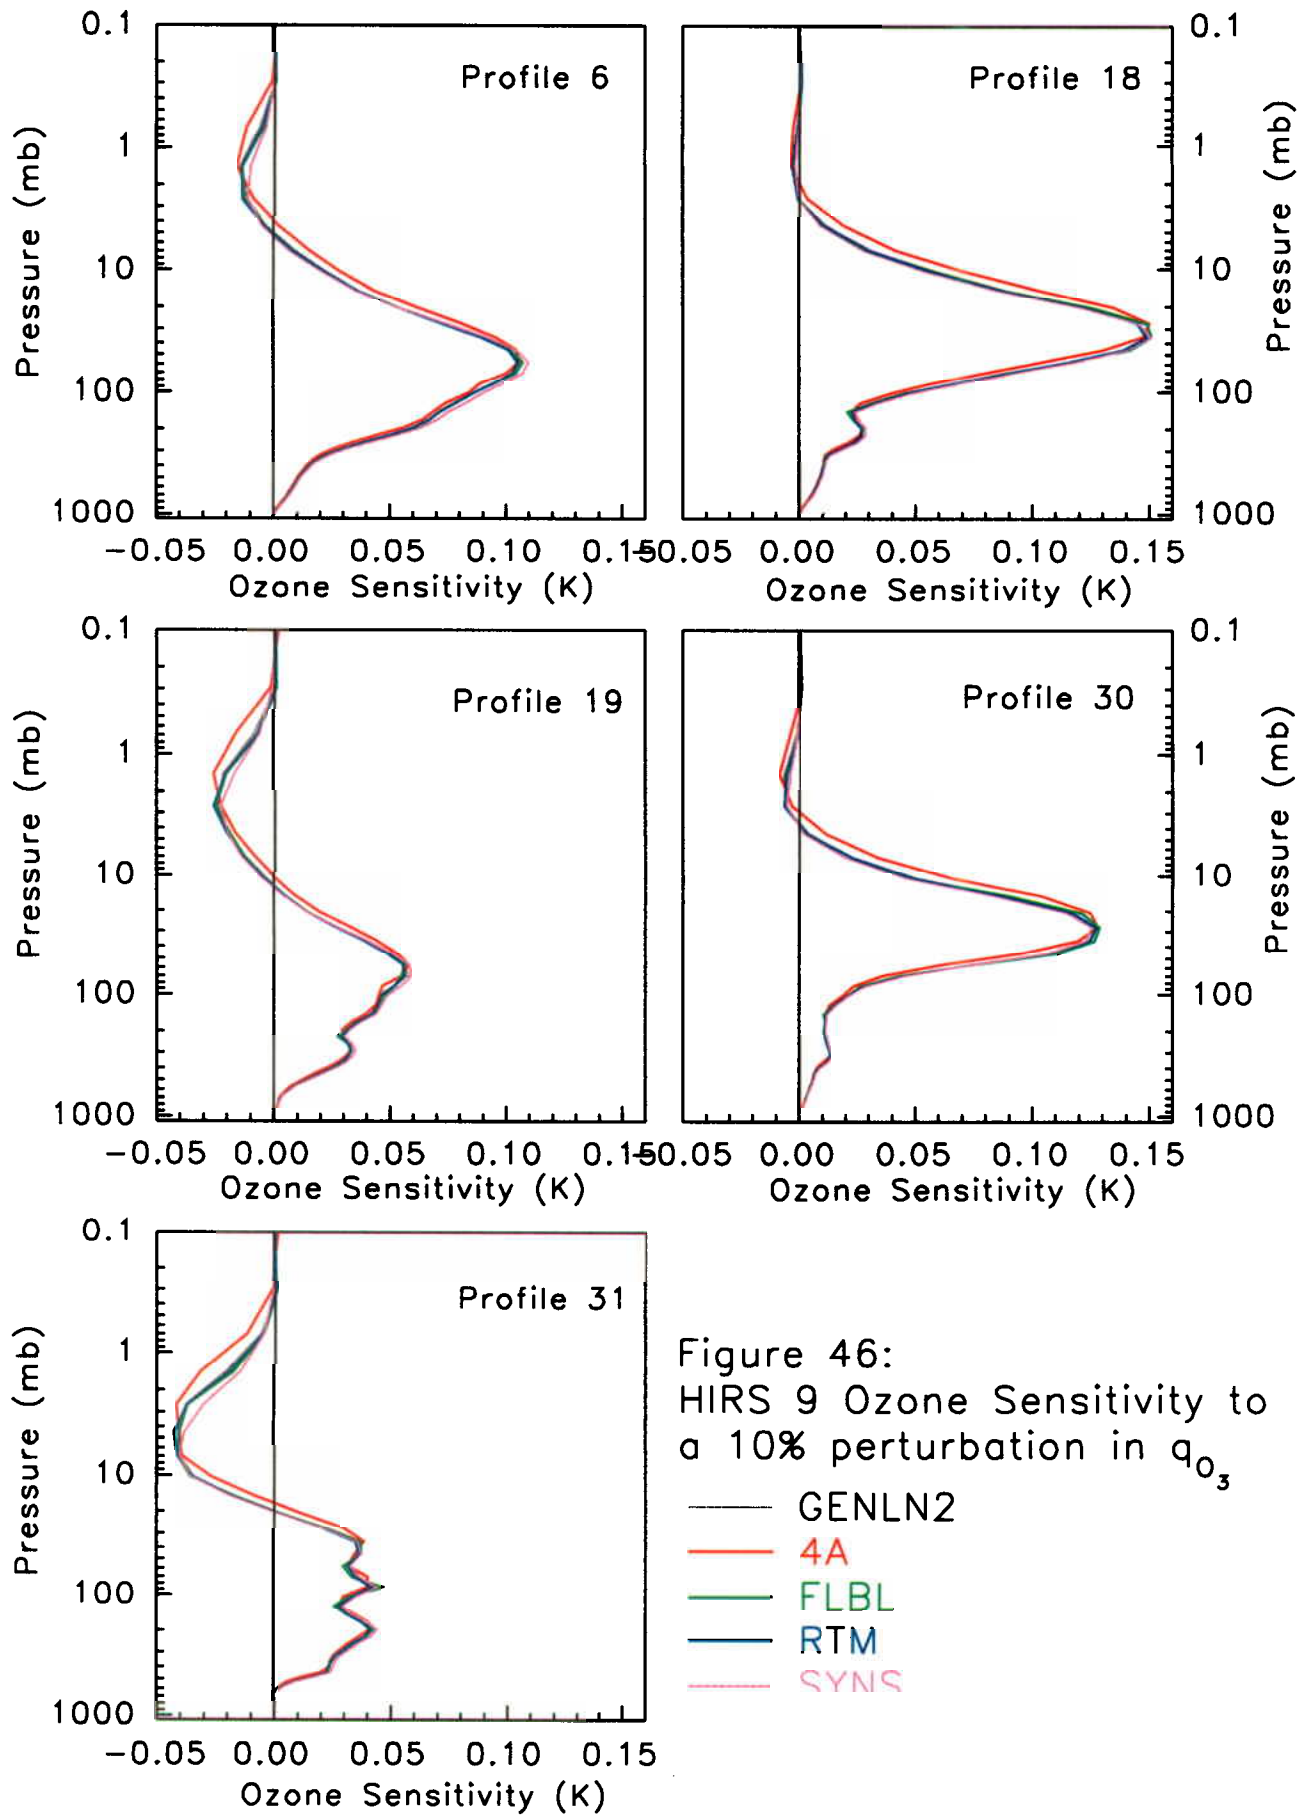 0.1
1
10
100
1000
Pressure (mb)
Profile 6
-0.05 0.00 0.05 0.10 0.15
Ozone Sensitivity (K)
0.1
1
10
100
1000
Pressure (mb)
Profile 18
-0.05 0.00 0.05 0.10 0.15
Ozone Sensitivity (K)
0.1
1
10
100
1000
Pressure (mb)
Profile 19
-0.05 0.00 0.05 0.10 0.15
Ozone Sensitivity (K)
0.1
1
10
100
1000
Pressure (mb)
Profile 30
-0.05 0.00 0.05 0.10 0.15
Ozone Sensitivity (K)
0.1
1
10
100
1000
Pressure (mb)
Profile 31
-0.05 0.00 0.05 0.10 0.15
Ozone Sensitivity (K)
Figure 46:
HIRS 9 Ozone Sensitivity to
a 10% perturbation in qO3
GENLN2
4A
FLBL
RTM
SYNS